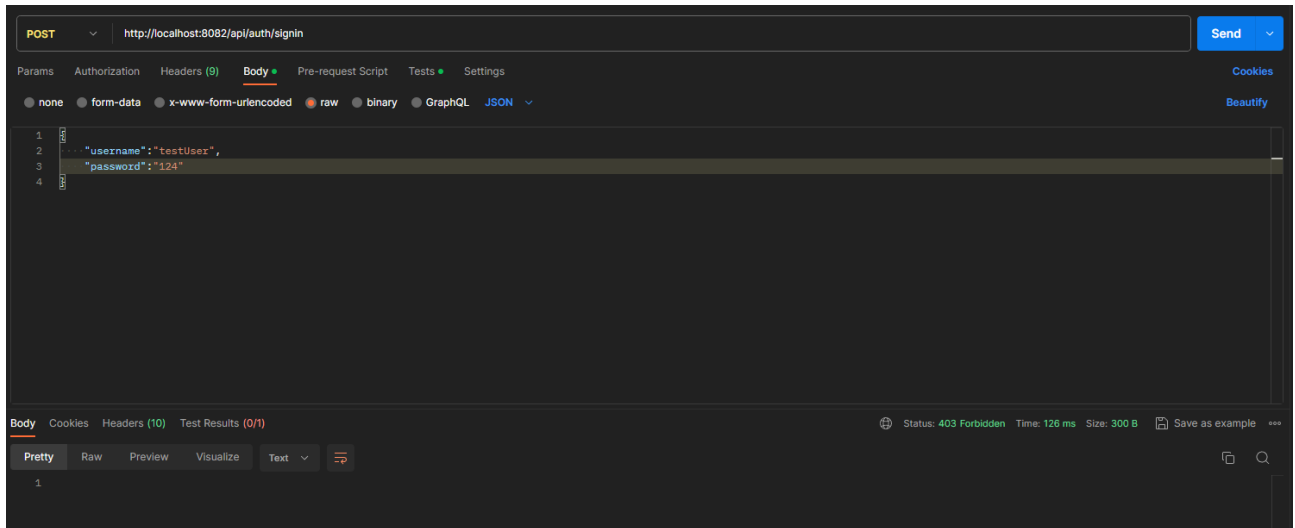 POST http://localhost:8082/api/auth/signin Send
Params Authorization Headers (9) Body Pre-request Script Tests Settings Cookies
none form-data x-www-form-urlencoded raw binary GraphQL JSON Beautify
1 {
2 ····"username":"testUser",
3 "password":"124"
4 }
Body Cookies Headers (10) Test Results (0/1) Status: 403 Forbidden Time: 126 ms Size: 300 B Save as example
Pretty Raw Preview Visualize Text
1